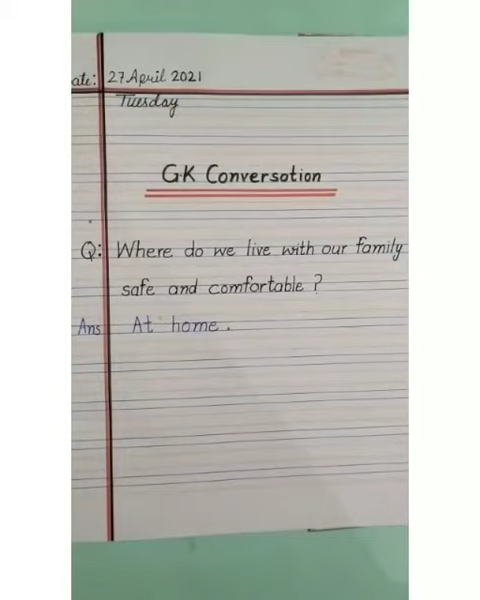 ate: 27 April 2021
Tuesday
G.K Conversation
Q: Where do we live with our family
safe and comfortable ?
Ans At home.